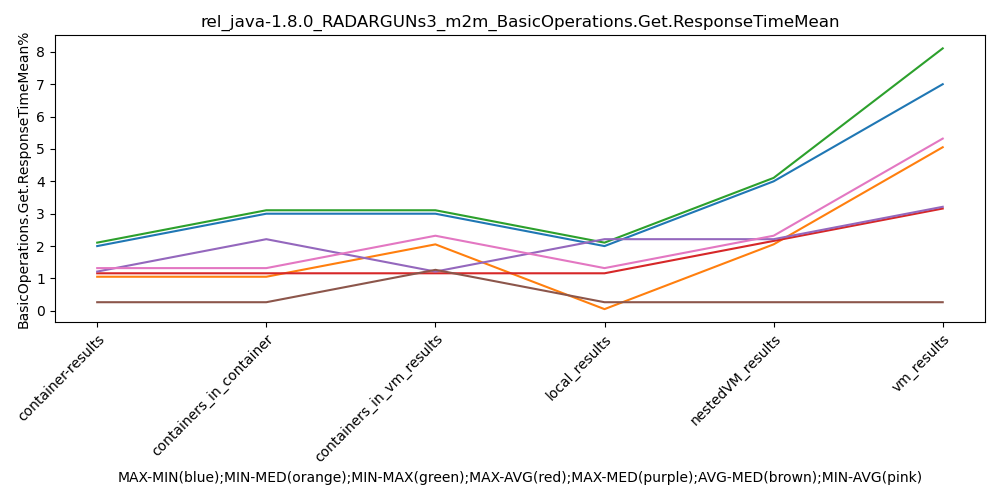 rel_java-1.8.0_RADARGUNs3_m2m_BasicOperations.Get.ResponseTimeMean
BasicOperations.Get.ResponseTimeMean%
8
7
6
5
4
3
2
1
0
container-results
containers_in_container
containers_in_vm_results
local_results
nestedVM_results
vm_results
MAX-MIN(blue);MIN-MED(orange);MIN-MAX(green);MAX-AVG(red);MAX-MED(purple);AVG-MED(brown);MIN-AVG(pink)